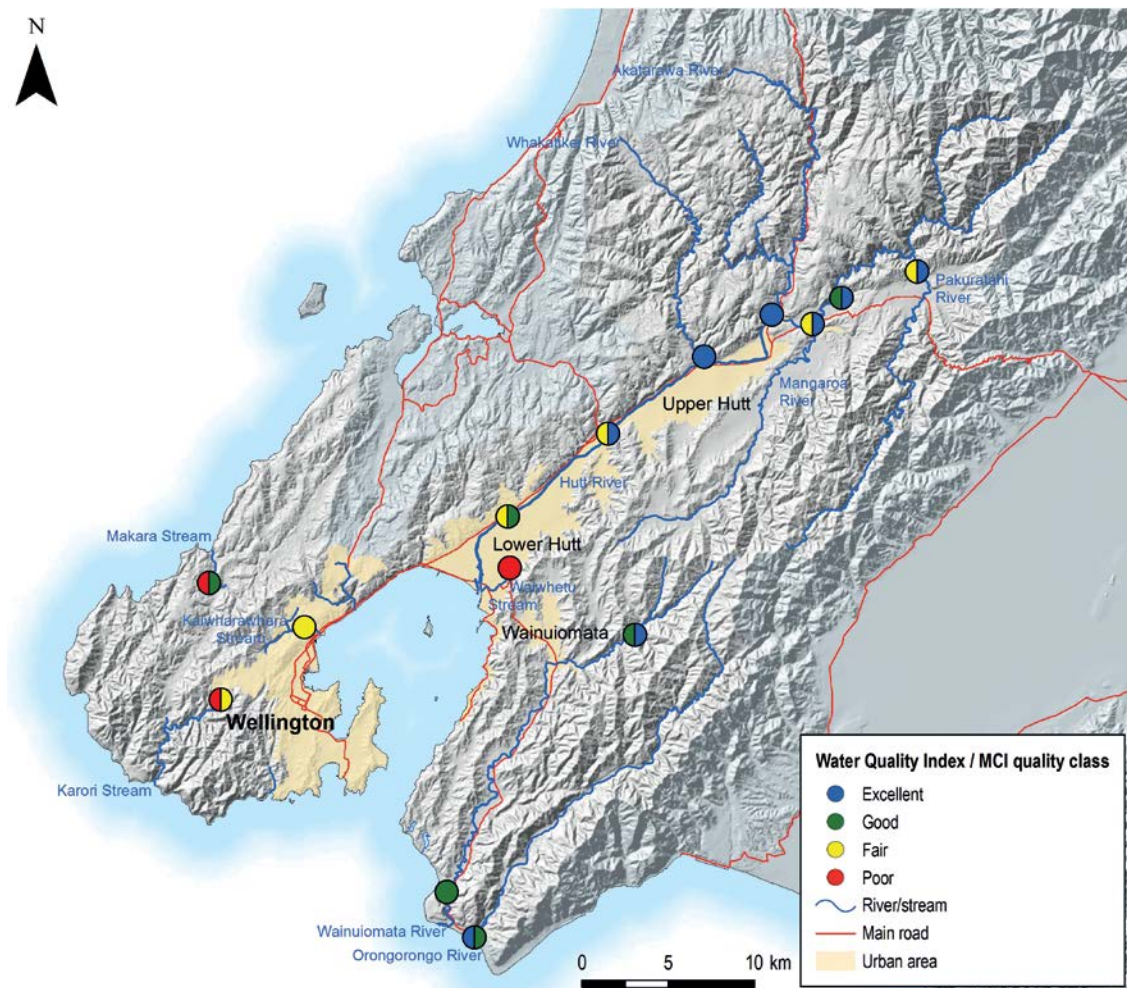 N
Akatarawa River
Whakatikei River
Pakuratahi
River
Mangaroa
River
Upper Hutt
Hutt River
Makara Stream
Lower Hutt
Waiwhetu
Stream
Kaiwharawhara
Stream
Wainuiomata
Wellington
Karori Stream
Wainuiomata River
Orongorongo River
0 5 10 km
Water Quality Index / MCI quality class
Excellent
Good
Fair
Poor
River/stream
Main road
Urban area